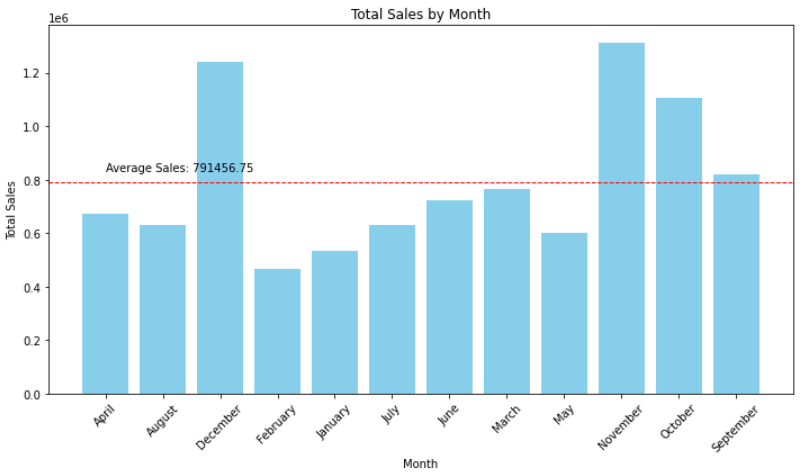 Total Sales by Month
1e6
1.2
1.0
0.8
0.6
0.4
0.2
0.0
Total Sales
Average Sales: 791456.75
April
August
December
February
January
July
June
March
May
November
October
September
Month